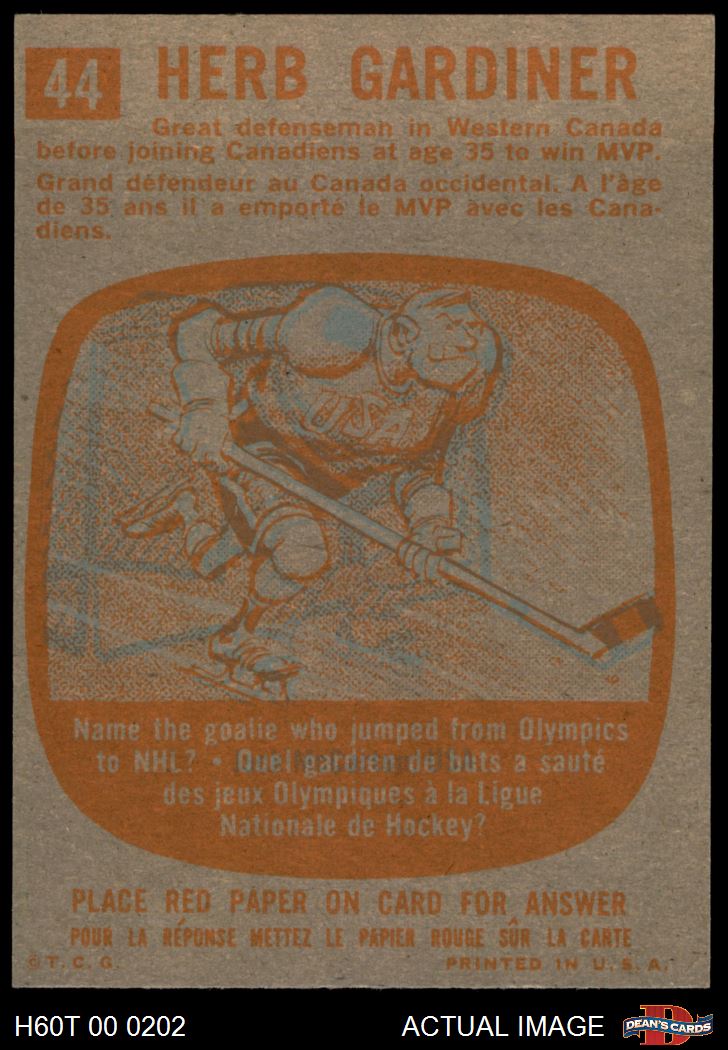 44
HERB GARDINER
Great defenseman in Western Canada
before joining Canadiens at age 35 to win MVP.
Grand défendeur au Canada occidental. A l'âge
de 35 ans il a emporté le MVP avec les Cana-
diens.
USA
Name the goalie who jumped from Olympics
to NHL? • Quel gardien de buts a sauté
des jeux Olympiques à la Ligue
Nationale de Hockey?
PLACE RED PAPER ON CARD FOR ANSWER
POUR LA RÉPONSE METTEZ LE PAPIER ROUGE SÛR LA CARTE
© T. C. G.
PRINTED IN U. S. A.
H60T 00 0202
ACTUAL IMAGE
D
DEAN'S CARDS